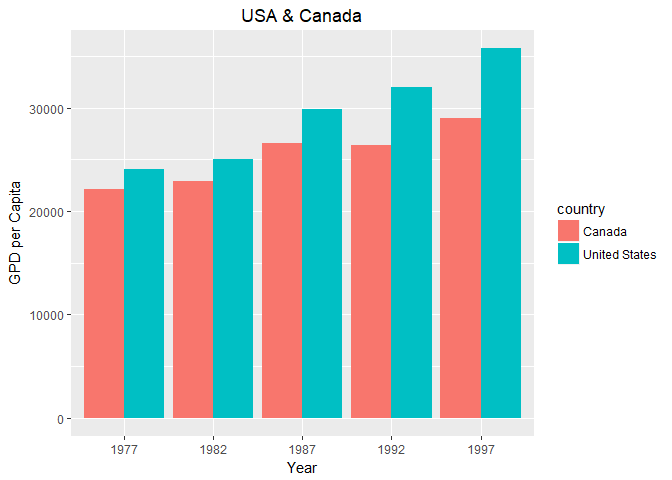 USA & Canada
GPD per Capita
30000
20000
10000
0
1977 1982 1987 1992 1997
Year
country
Canada
United States